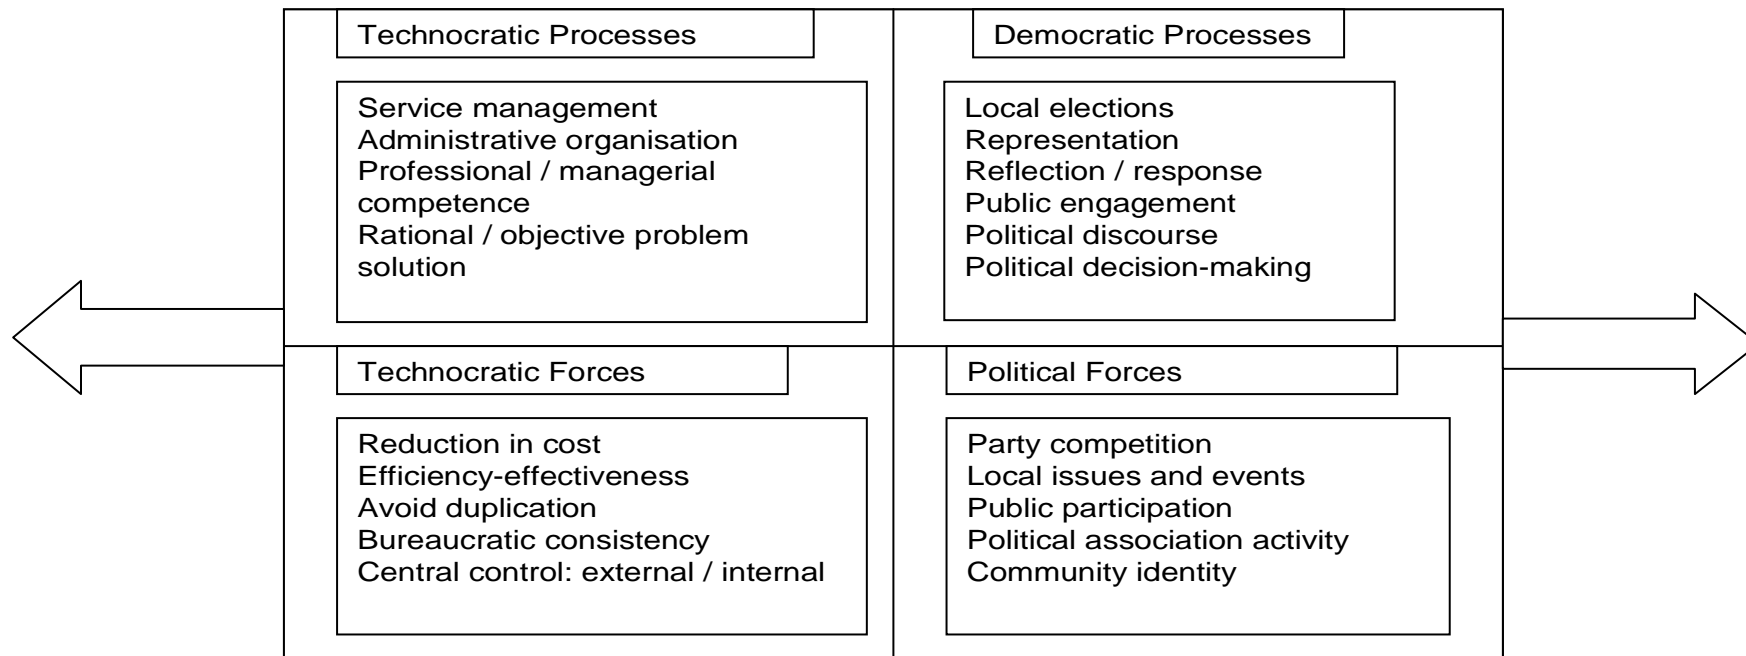 Technocratic Processes
Service management
Administrative organisation
Professional / managerial
competence
Rational / objective problem
solution
Democratic Processes
Local elections
Representation
Reflection / response
Public engagement
Political discourse
Political decision-making
Technocratic Forces
Reduction in cost
Efficiency-effectiveness
Avoid duplication
Bureaucratic consistency
Central control: external / internal
Political Forces
Party competition
Local issues and events
Public participation
Political association activity
Community identity